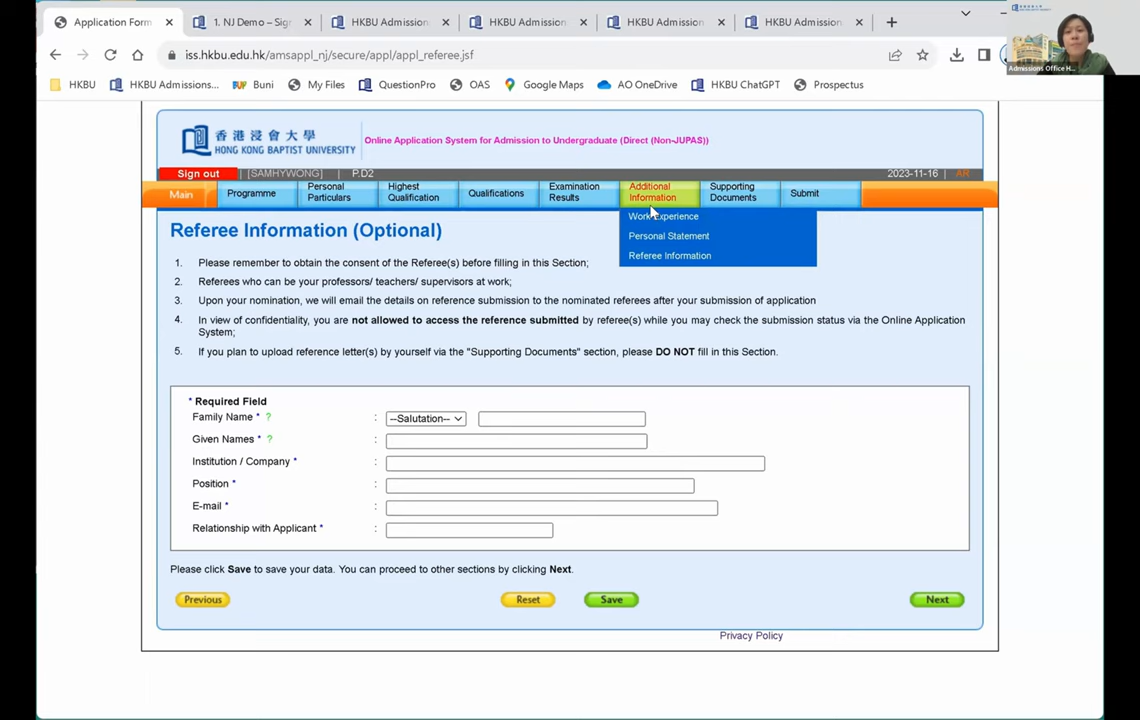 Application Form
1. NJ Demo – Sig
HKBU Admission
HKBU Admission
HKBU Admission
HKBU Admission
iss.hkbu.edu.hk/amsappl_nj/secure/appl/appl_referee.jsf
HKBU
HKBU Admissions...
Buni
My Files
QuestionPro
OAS
Google Maps
AO OneDrive
HKBU ChatGPT
Prospectus
Admissions Office H...
香港浸會大學
HONG KONG BAPTIST UNIVERSITY
Online Application System for Admission to Undergraduate (Direct (Non-JUPAS))
Sign out | [SAMHYWONG] P.D2 2023-11-16 | AR
Main
Programme
Personal Particulars
Highest Qualification
Qualifications
Examination Results
Additional Information
Supporting Documents
Submit
Work Experience
Personal Statement
Referee Information
Referee Information (Optional)
1. Please remember to obtain the consent of the Referee(s) before filling in this Section;
2. Referees who can be your professors/ teachers/ supervisors at work;
3. Upon your nomination, we will email the details on reference submission to the nominated referees after your submission of application
4. In view of confidentiality, you are not allowed to access the reference submitted by referee(s) while you may check the submission status via the Online Application
System;
5. If you plan to upload reference letter(s) by yourself via the "Supporting Documents" section, please DO NOT fill in this Section.
* Required Field
Family Name * ? : --Salutation--
Given Names * ? :
Institution / Company * :
Position * :
E-mail * :
Relationship with Applicant * :
Please click Save to save your data. You can proceed to other sections by clicking Next.
Previous
Reset
Save
Next
Privacy Policy